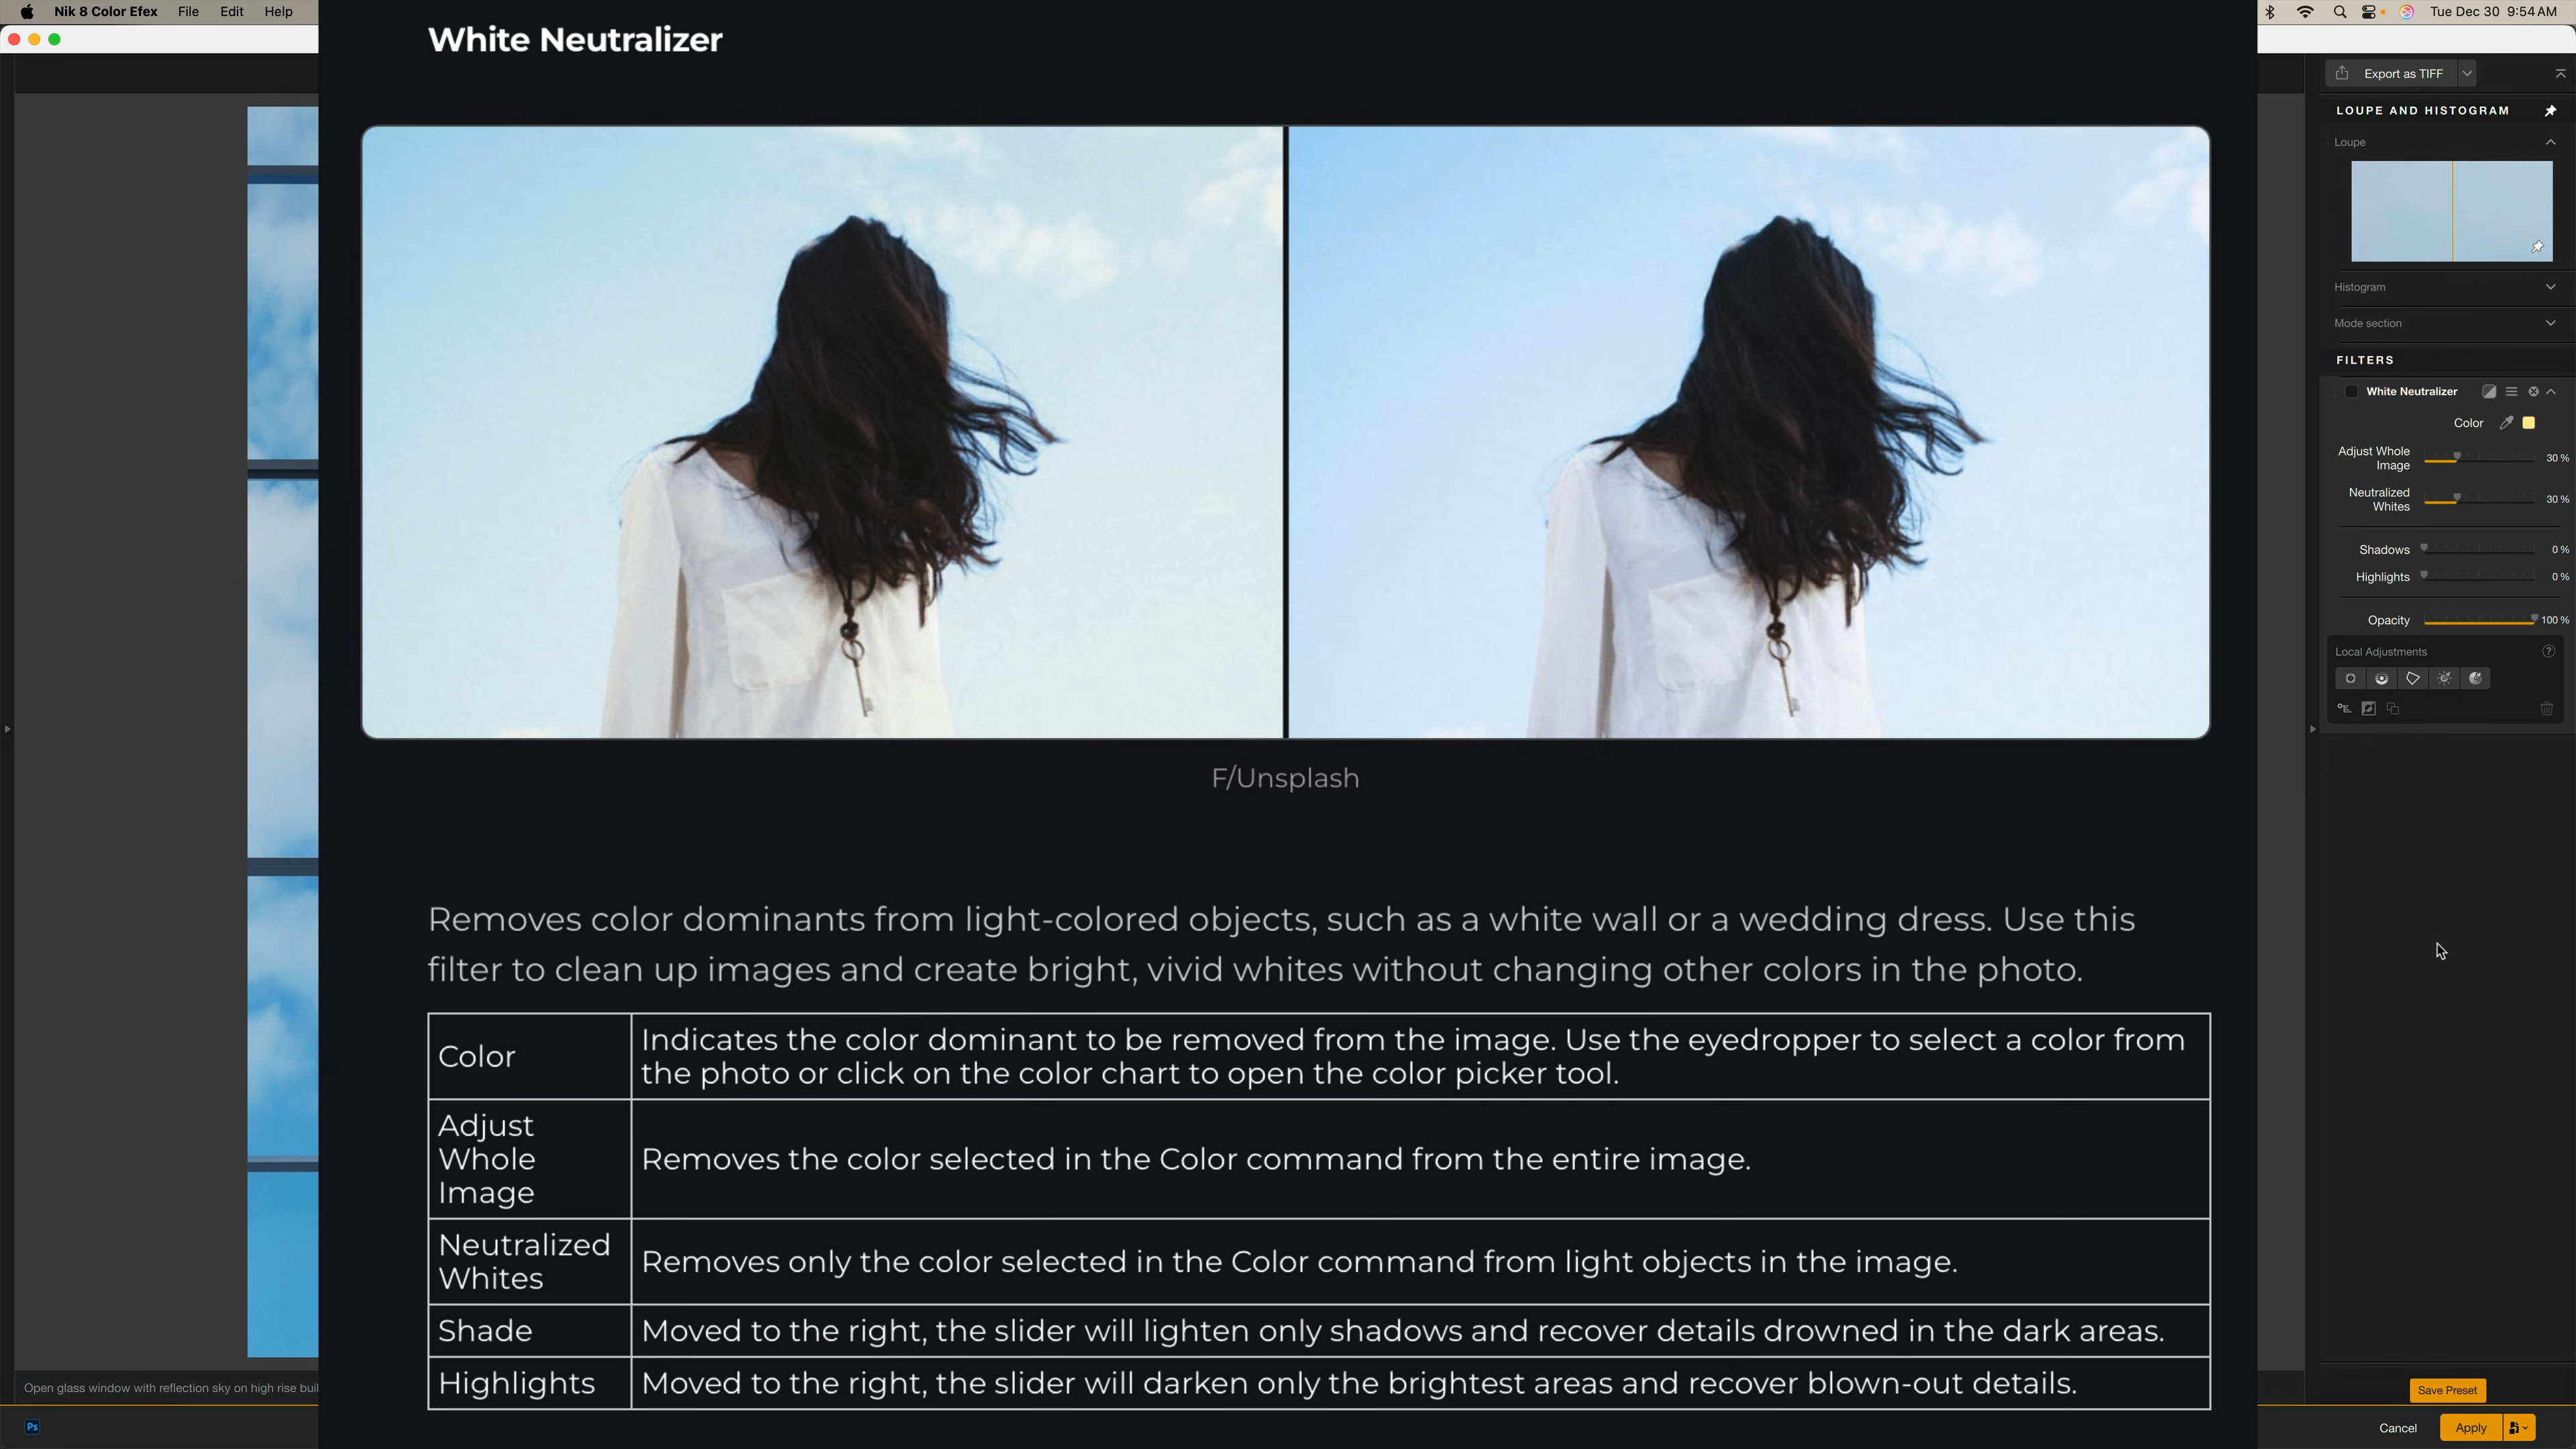 Nik 8 Color Efex File Edit Help
Tue Dec 30 9:54 AM
White Neutralizer
F/Unsplash
Removes color dominants from light-colored objects, such as a white wall or a wedding dress. Use this
filter to clean up images and create bright, vivid whites without changing other colors in the photo.
Color
Indicates the color dominant to be removed from the image. Use the eyedropper to select a color from
the photo or click on the color chart to open the color picker tool.
Adjust
Whole
Image
Removes the color selected in the Color command from the entire image.
Neutralized
Whites
Removes only the color selected in the Color command from light objects in the image.
Shade
Moved to the right, the slider will lighten only shadows and recover details drowned in the dark areas.
Highlights
Moved to the right, the slider will darken only the brightest areas and recover blown-out details.
Open glass window with reflection sky on high rise buil
Ps
Export as TIFF
LOUPE AND HISTOGRAM
Loupe
Histogram
Mode section
FILTERS
White Neutralizer
Color
Adjust Whole
Image
30 %
Neutralized
Whites
30 %
Shadows 0 %
Highlights 0 %
Opacity 100 %
Local Adjustments ?
Save Preset
Cancel Apply